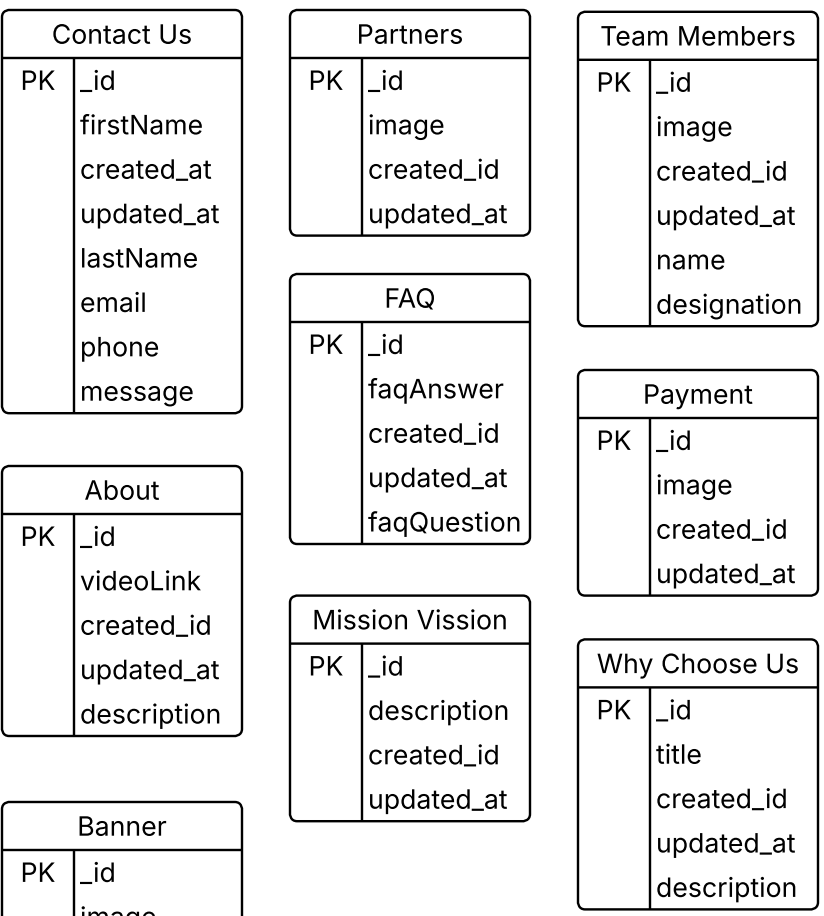 Contact Us
PK _id
firstName
created_at
updated_at
lastName
email
phone
message
About
PK _id
videoLink
created_id
updated_at
description
Banner
PK _id
image
Partners
PK _id
image
created_id
updated_at
FAQ
PK _id
faqAnswer
created_id
updated_at
faqQuestion
Mission Vission
PK _id
description
created_id
updated_at
Team Members
PK _id
image
created_id
updated_at
name
designation
Payment
PK _id
image
created_id
updated_at
Why Choose Us
PK _id
title
created_id
updated_at
description